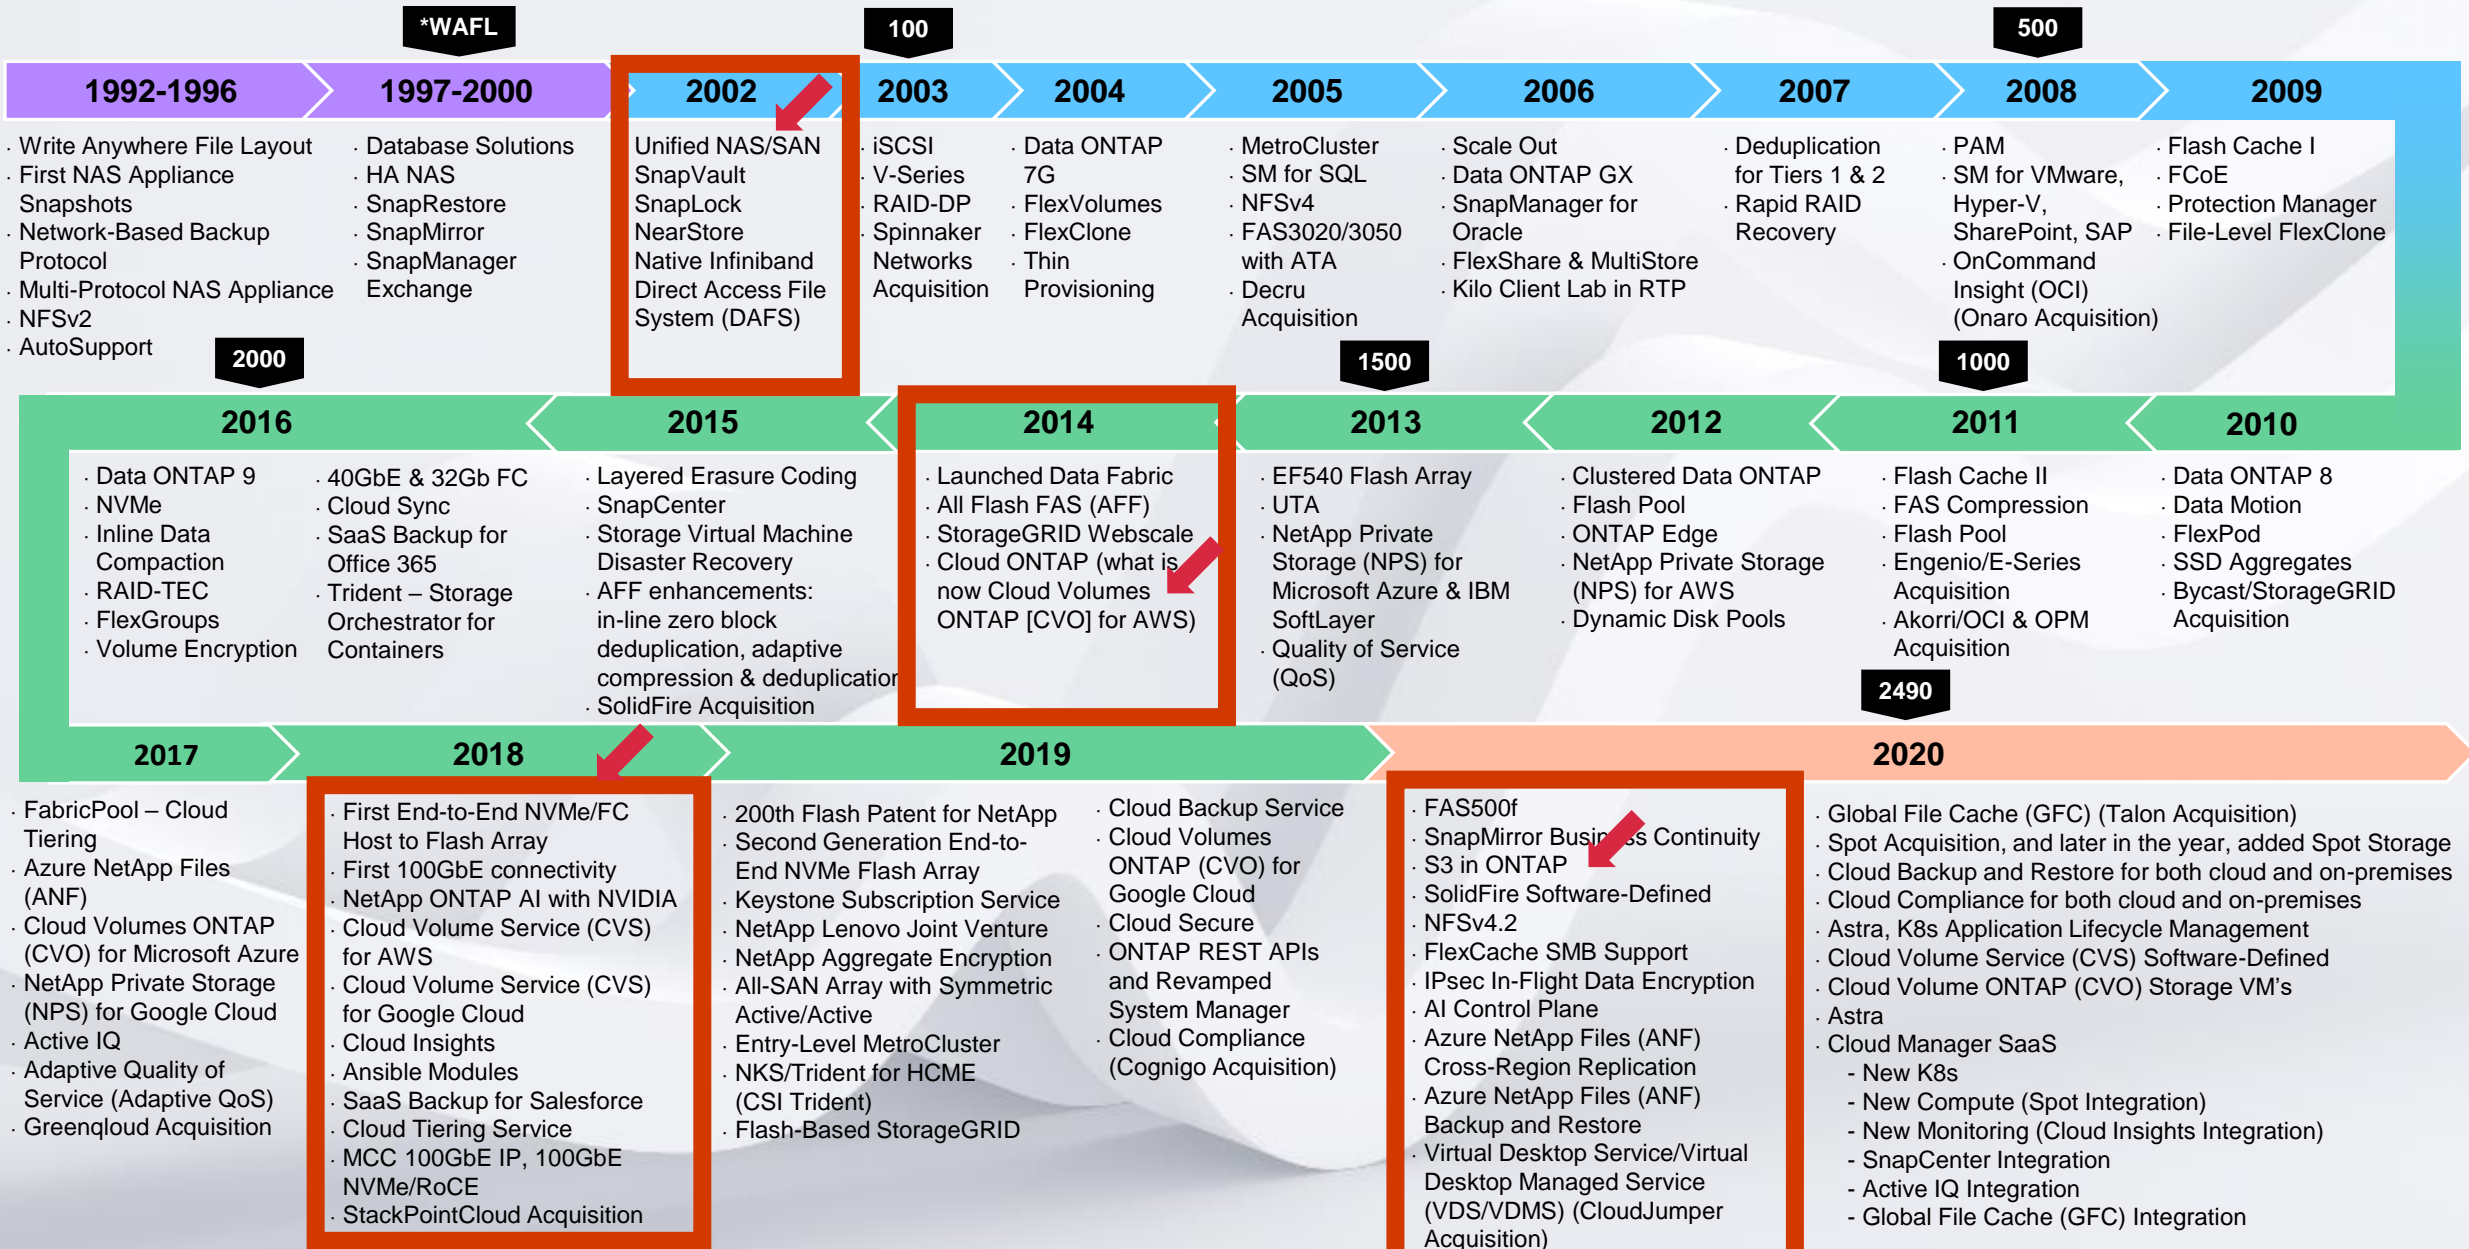 *WAFL
100
500
1992-1996
1997-2000
2002
2003
2004
2005
2006
2007
2008
2009
· Write Anywhere File Layout
· First NAS Appliance
Snapshots
· Network-Based Backup
Protocol
· Multi-Protocol NAS Appliance
· NFSv2
· AutoSupport
· Database Solutions
· HA NAS
· SnapRestore
· SnapMirror
· SnapManager
Exchange
Unified NAS/SAN
SnapVault
SnapLock
NearStore
Native Infiniband
Direct Access File
System (DAFS)
· iSCSI
· V-Series
· RAID-DP
· Spinnaker
Networks
Acquisition
· Data ONTAP
7G
· FlexVolumes
· FlexClone
· Thin
Provisioning
· MetroCluster
· SM for SQL
· NFSv4
· FAS3020/3050
with ATA
· Decru
Acquisition
· Scale Out
· Data ONTAP GX
· SnapManager for
Oracle
· FlexShare & MultiStore
· Kilo Client Lab in RTP
· Deduplication
for Tiers 1 & 2
· Rapid RAID
Recovery
· PAM
· SM for VMware,
Hyper-V,
SharePoint, SAP
· OnCommand
Insight (OCI)
(Onaro Acquisition)
· Flash Cache I
· FCoE
· Protection Manager
· File-Level FlexClone
2000
1500
1000
2016
2015
2014
2013
2012
2011
2010
· Data ONTAP 9
· NVMe
· Inline Data
Compaction
· RAID-TEC
· FlexGroups
· Volume Encryption
· 40GbE & 32Gb FC
· Cloud Sync
· SaaS Backup for
Office 365
· Trident – Storage
Orchestrator for
Containers
· Layered Erasure Coding
· SnapCenter
· Storage Virtual Machine
Disaster Recovery
· AFF enhancements:
in-line zero block
deduplication, adaptive
compression & deduplication
· SolidFire Acquisition
· Launched Data Fabric
· All Flash FAS (AFF)
· StorageGRID Webscale
· Cloud ONTAP (what is
now Cloud Volumes
ONTAP [CVO] for AWS)
· EF540 Flash Array
· UTA
· NetApp Private
Storage (NPS) for
Microsoft Azure & IBM
SoftLayer
· Quality of Service
(QoS)
· Clustered Data ONTAP
· Flash Pool
· ONTAP Edge
· NetApp Private Storage
(NPS) for AWS
· Dynamic Disk Pools
· Flash Cache II
· FAS Compression
· Flash Pool
· Engenio/E-Series
Acquisition
· Akorri/OCI & OPM
Acquisition
· Data ONTAP 8
· Data Motion
· FlexPod
· SSD Aggregates
· Bycast/StorageGRID
Acquisition
2490
2017
2018
2019
2020
· FabricPool – Cloud
Tiering
· Azure NetApp Files
(ANF)
· Cloud Volumes ONTAP
(CVO) for Microsoft Azure
· NetApp Private Storage
(NPS) for Google Cloud
· Active IQ
· Adaptive Quality of
Service (Adaptive QoS)
· Greenqloud Acquisition
· First End-to-End NVMe/FC
Host to Flash Array
· First 100GbE connectivity
· NetApp ONTAP AI with NVIDIA
· Cloud Volume Service (CVS)
for AWS
· Cloud Volume Service (CVS)
for Google Cloud
· Cloud Insights
· Ansible Modules
· SaaS Backup for Salesforce
· Cloud Tiering Service
· MCC 100GbE IP, 100GbE
NVMe/RoCE
· StackPointCloud Acquisition
· 200th Flash Patent for NetApp
· Second Generation End-to-
End NVMe Flash Array
· Keystone Subscription Service
· NetApp Lenovo Joint Venture
· NetApp Aggregate Encryption
· All-SAN Array with Symmetric
Active/Active
· Entry-Level MetroCluster
· NKS/Trident for HCME
(CSI Trident)
· Flash-Based StorageGRID
· Cloud Backup Service
· Cloud Volumes
ONTAP (CVO) for
Google Cloud
· Cloud Secure
· ONTAP REST APIs
and Revamped
System Manager
· Cloud Compliance
(Cognigo Acquisition)
· FAS500f
· SnapMirror Business Continuity
· S3 in ONTAP
· SolidFire Software-Defined
· NFSv4.2
· FlexCache SMB Support
· IPsec In-Flight Data Encryption
· AI Control Plane
· Azure NetApp Files (ANF)
Cross-Region Replication
· Azure NetApp Files (ANF)
Backup and Restore
· Virtual Desktop Service/Virtual
Desktop Managed Service
(VDS/VDMS) (CloudJumper
Acquisition)
· Global File Cache (GFC) (Talon Acquisition)
· Spot Acquisition, and later in the year, added Spot Storage
· Cloud Backup and Restore for both cloud and on-premises
· Cloud Compliance for both cloud and on-premises
· Astra, K8s Application Lifecycle Management
· Cloud Volume Service (CVS) Software-Defined
· Cloud Volume ONTAP (CVO) Storage VM's
· Astra
· Cloud Manager SaaS
- New K8s
- New Compute (Spot Integration)
- New Monitoring (Cloud Insights Integration)
- SnapCenter Integration
- Active IQ Integration
- Global File Cache (GFC) Integration